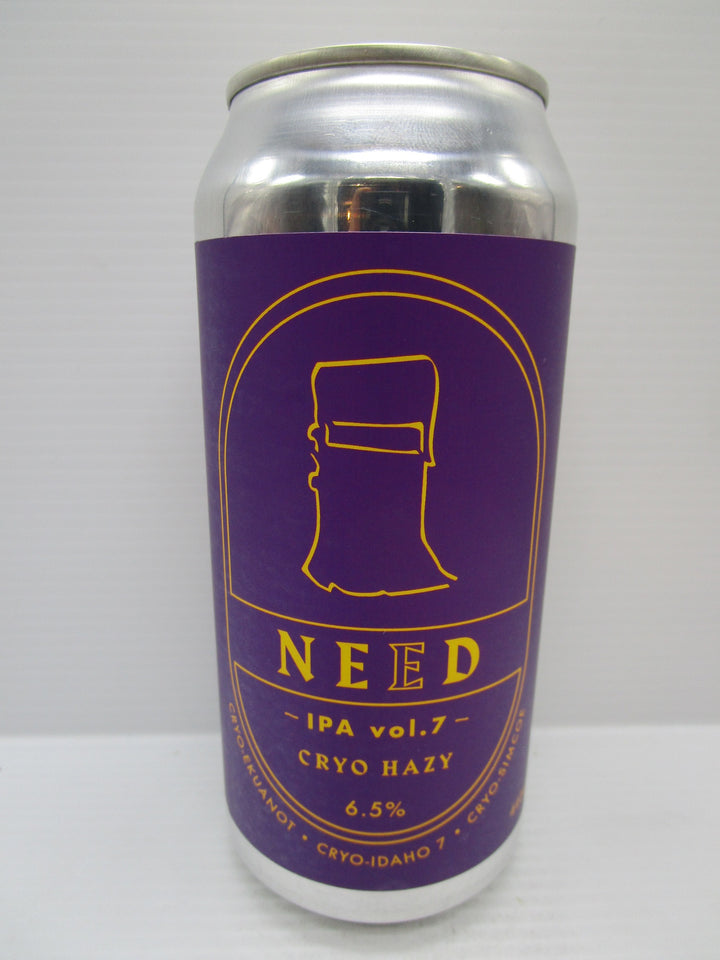 NEED
– IPA vol.7 –
CRYO HAZY
6.5%
CRYO-EKUANOT • CRYO-IDAHO 7 • CRYO-SIMCOE